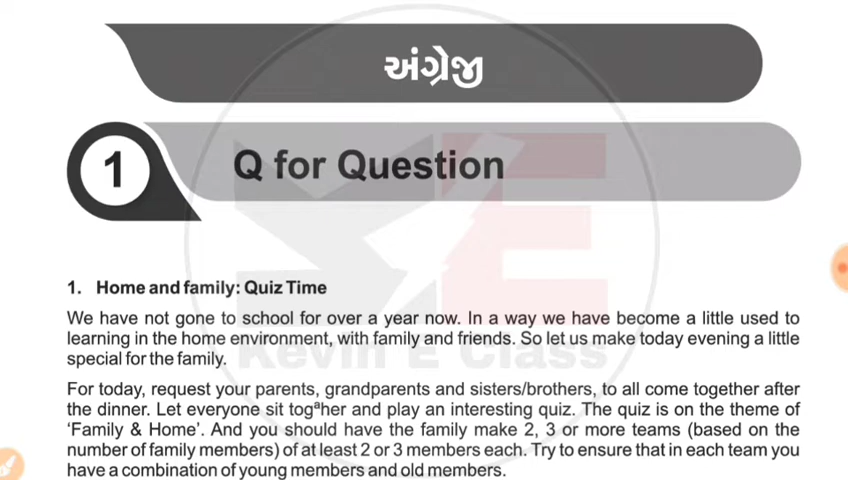 અંગ્રેજી
1
Q for Question
1. Home and family: Quiz Time
We have not gone to school for over a year now. In a way we have become a little used to
learning in the home environment, with family and friends. So let us make today evening a little
special for the family.
Kevin E Class
For today, request your parents, grandparents and sisters/brothers, to all come together after
the dinner. Let everyone sit togªher and play an interesting quiz. The quiz is on the theme of
‘Family & Home’. And you should have the family make 2, 3 or more teams (based on the
number of family members) of at least 2 or 3 members each. Try to ensure that in each team you
have a combination of young members and old members.